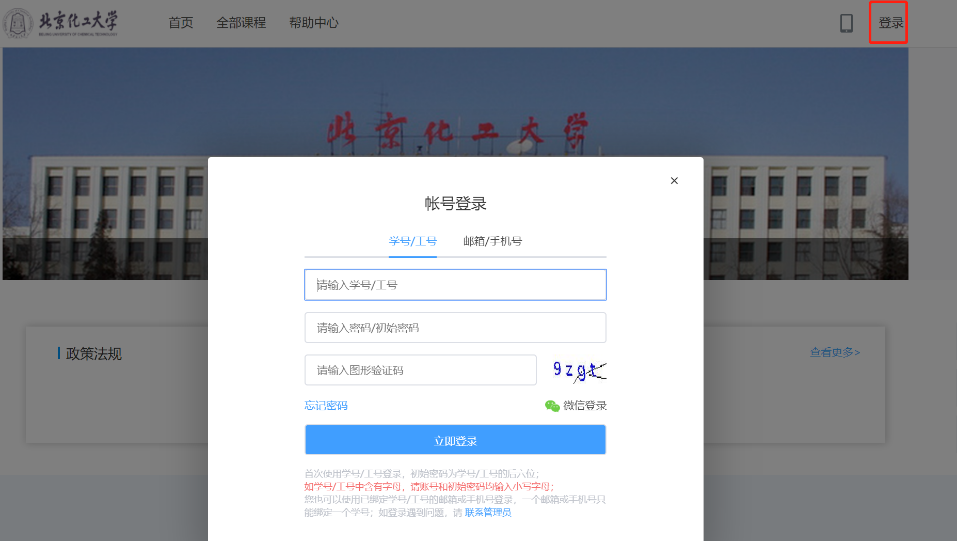 北京化工大学
BEIJING UNIVERSITY OF CHEMICAL TECHNOLOGY
首页 全部课程 帮助中心 登录
北京化工大学
×
帐号登录
学号/工号 邮箱/手机号
请输入学号/工号
请输入密码/初始密码
请输入图形验证码 9zgt
忘记密码 微信登录
立即登录
首次使用学号/工号登录，初始密码为学号/工号的后六位；
如学号/工号中含有字母，请账号和初始密码均输入小写字母；
您也可以使用已绑定学号/工号的邮箱或手机号登录，一个邮箱或手机号只
能绑定一个学号；如登录遇到问题，请 联系管理员
政策法规 查看更多>